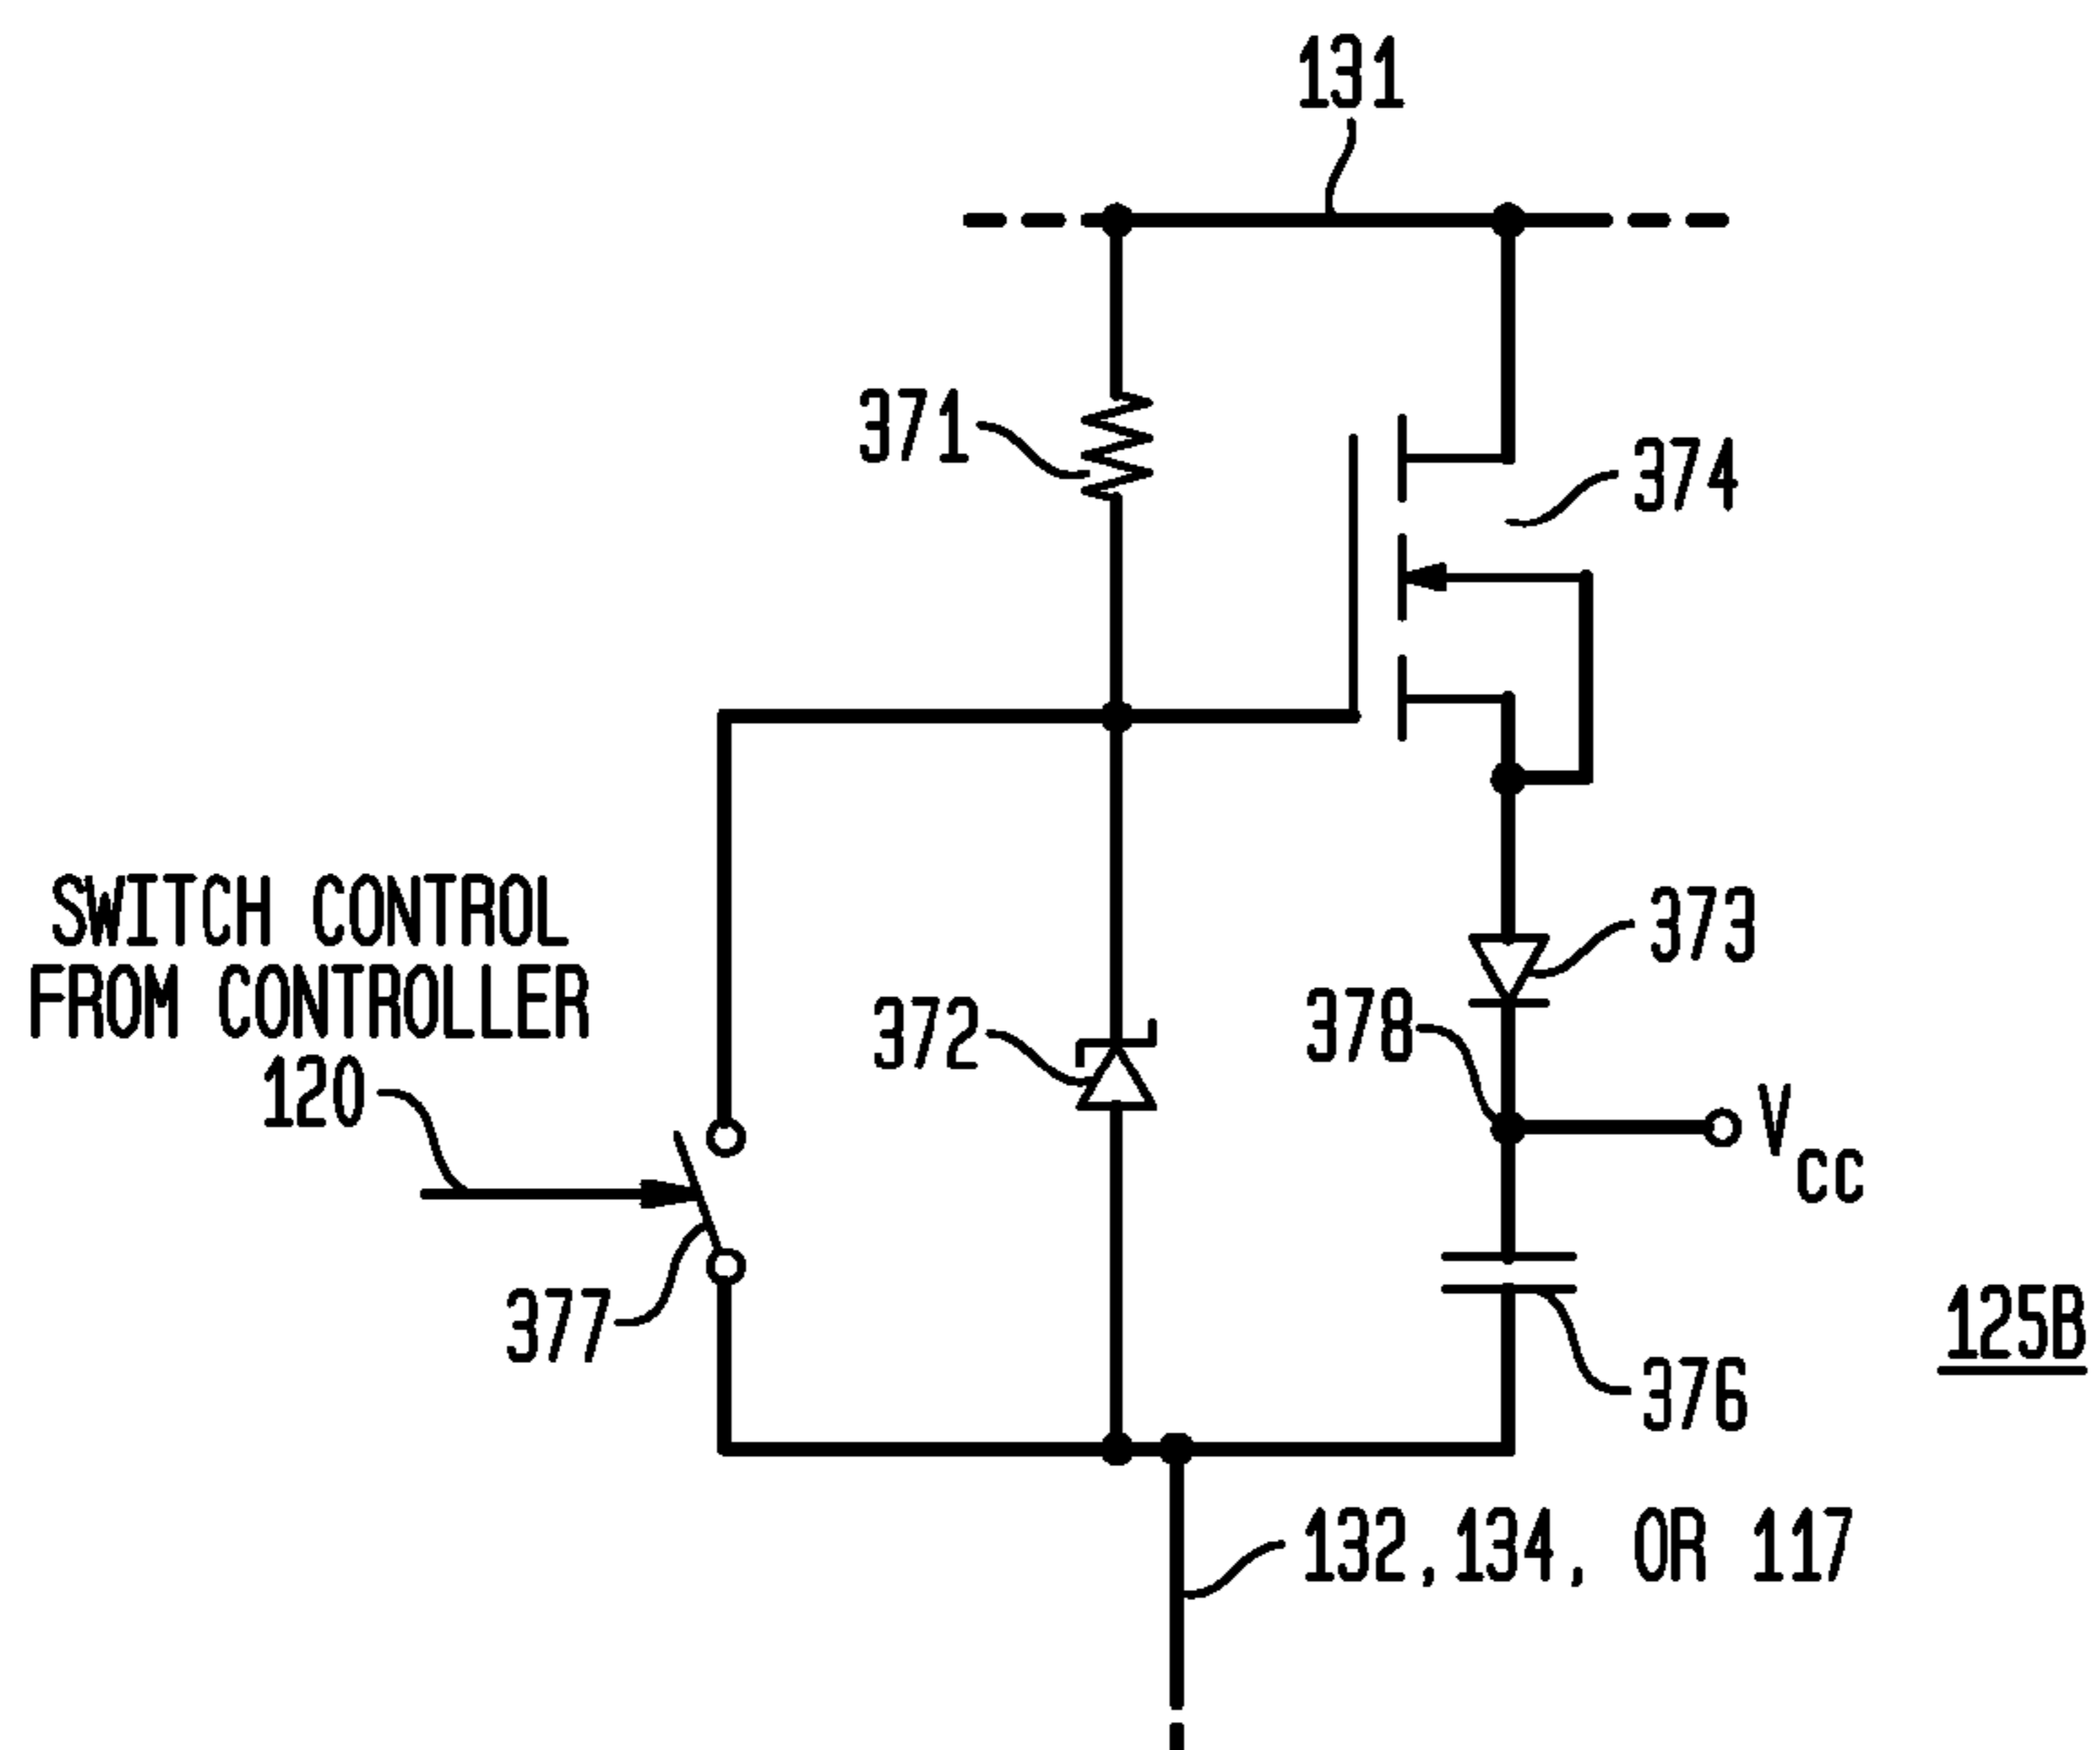 131
371
374
SWITCH CONTROL
FROM CONTROLLER
120
373
378
372
VCC
377
376
125B
132,134, OR 117